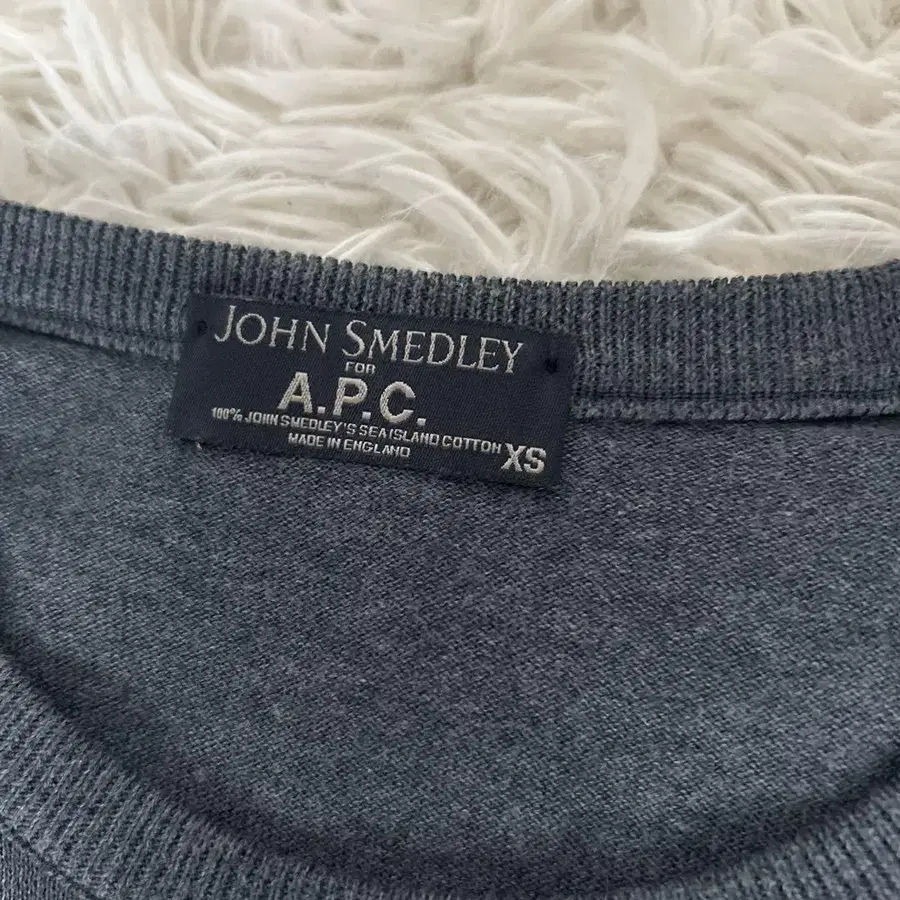 JOHN SMEDLEY
FOR
A.P.C.
100% JOHN SMEDLEY'S SEA ISLAND COTTON XS
MADE IN ENGLAND